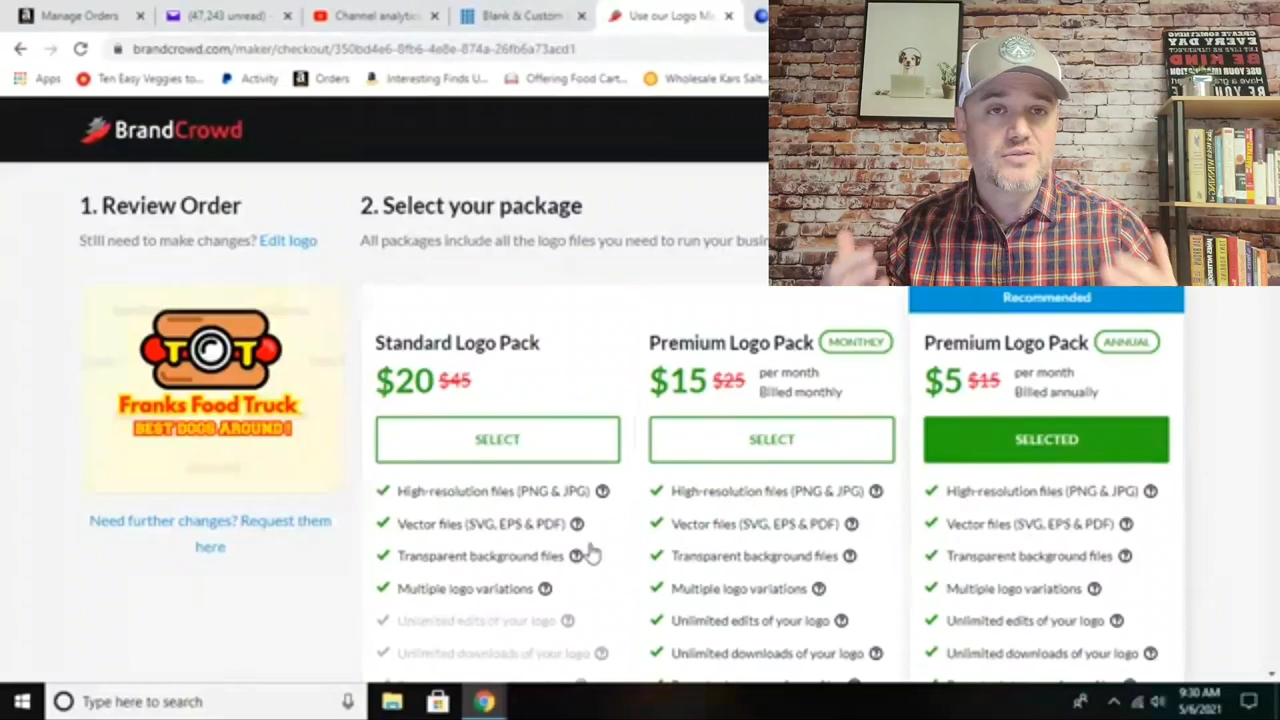 Manage Orders
(47,243 unread)
Channel analytic
Blank & Custom
Use our Logo M
brandcrowd.com/maker/checkout/350bd4e6-8fb6-4e8e-874a-26fb6a73acd1
Apps
Ten Easy Veggies to...
Activity
Orders
Interesting Finds U...
Offering Food Cart...
Wholesale Kars Salt
BrandCrowd
1. Review Order
2. Select your package
Still need to make changes? Edit logo
All packages include all the logo files you need to run your busin
TOT
Franks Food Truck
BEST DOGS AROUND!
Need further changes? Request them
here
Standard Logo Pack
$20 $45
SELECT
High-resolution files (PNG & JPG)
Vector files (SVG, EPS & PDF)
Transparent background files
Multiple logo variations
Unlimited edits of your logo
Unlimited downloads of your logo
Premium Logo Pack MONTHLY
$15 $25 per month
Billed monthly
SELECT
High-resolution files (PNG & JPG)
Vector files (SVG, EPS & PDF)
Transparent background files
Multiple logo variations
Unlimited edits of your logo
Unlimited downloads of your logo
Recommended
Premium Logo Pack ANNUAL
$5 $15 per month
Billed annually
SELECTED
High-resolution files (PNG & JPG)
Vector files (SVG, EPS & PDF)
Transparent background files
Multiple logo variations
Unlimited edits of your logo
Unlimited downloads of your logo
EVERY DAY
BE KIND
Type here to search
9:30 AM
5/6/2021